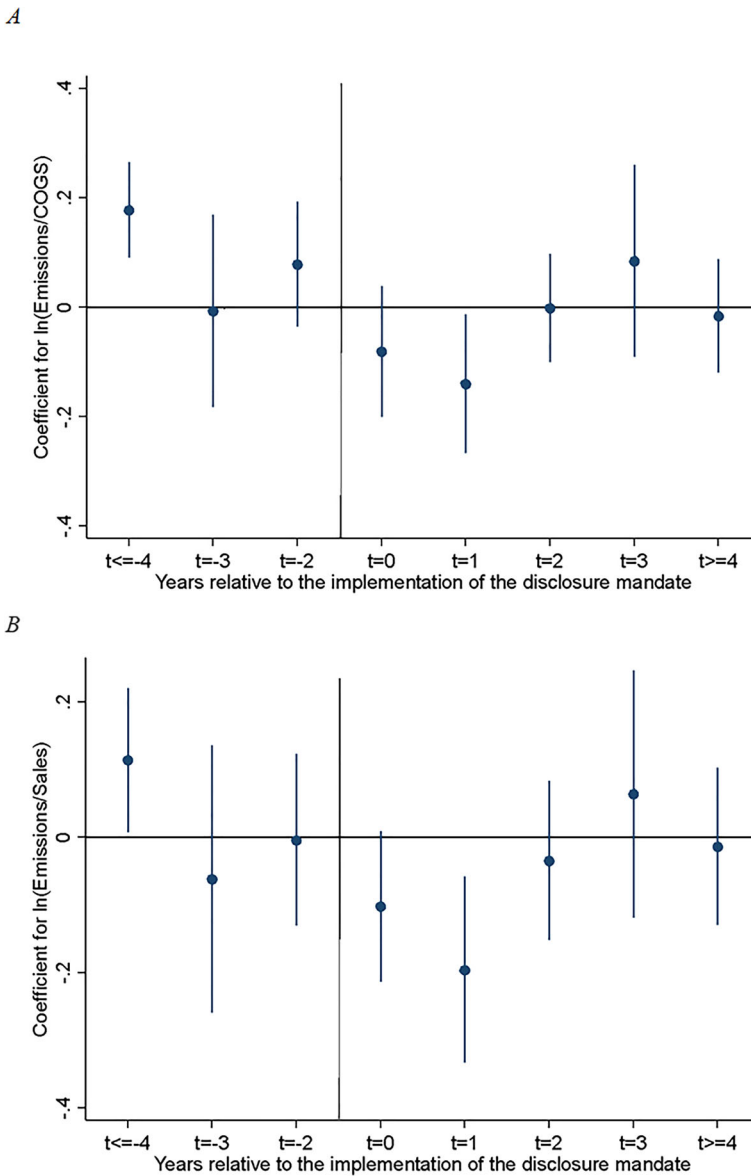 A
Coefficient for ln(Emissions/COGS)
.4
.2
0
-.2
-.4
t<=-4 t=-3 t=-2 t=0 t=1 t=2 t=3 t>=4
Years relative to the implementation of the disclosure mandate
B
Coefficient for ln(Emissions/Sales)
.2
0
-.2
-.4
t<=-4 t=-3 t=-2 t=0 t=1 t=2 t=3 t>=4
Years relative to the implementation of the disclosure mandate